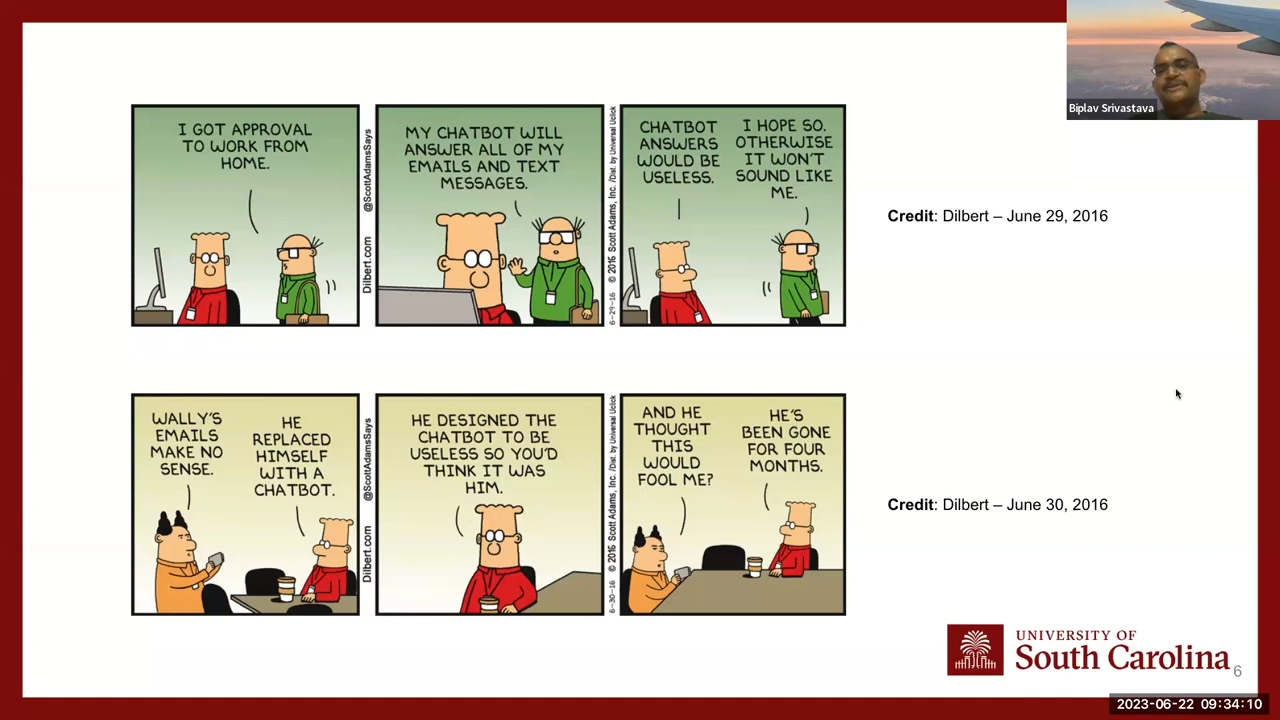 Biplav Srivastava
I GOT APPROVAL
TO WORK FROM
HOME.
Dilbert.com
@ScottAdamsSays
MY CHATBOT WILL
ANSWER ALL OF MY
EMAILS AND TEXT
MESSAGES.
6-29-16 © 2016 Scott Adams, Inc. /Dist. by Universal Uclick
CHATBOT
ANSWERS
WOULD BE
USELESS.
I HOPE SO.
OTHERWISE
IT WON'T
SOUND LIKE
ME.
Credit: Dilbert – June 29, 2016
WALLY'S
EMAILS
MAKE NO
SENSE.
HE
REPLACED
HIMSELF
WITH A
CHATBOT.
Dilbert.com
@ScottAdamsSays
HE DESIGNED THE
CHATBOT TO BE
USELESS SO YOU'D
THINK IT WAS
HIM.
6-30-16 © 2016 Scott Adams, Inc. /Dist. by Universal Uclick
AND HE
THOUGHT
THIS
WOULD
FOOL ME?
HE'S
BEEN GONE
FOR FOUR
MONTHS.
Credit: Dilbert – June 30, 2016
UNIVERSITY OF
South Carolina
6
2023-06-22 09:34:10